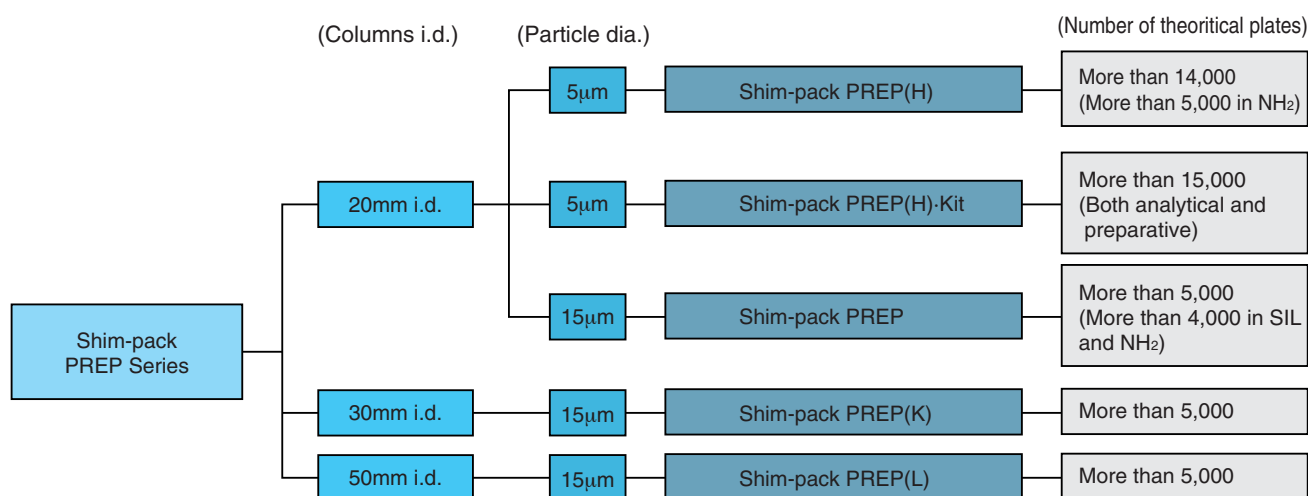 (Columns i.d.)
(Particle dia.)
(Number of theoritical plates)
5μm
Shim-pack PREP(H)
More than 14,000
(More than 5,000 in NH₂)
20mm i.d.
5μm
Shim-pack PREP(H)·Kit
More than 15,000
(Both analytical and
preparative)
15μm
Shim-pack PREP
More than 5,000
(More than 4,000 in SIL
and NH₂)
Shim-pack
PREP Series
30mm i.d.
15μm
Shim-pack PREP(K)
More than 5,000
50mm i.d.
15μm
Shim-pack PREP(L)
More than 5,000